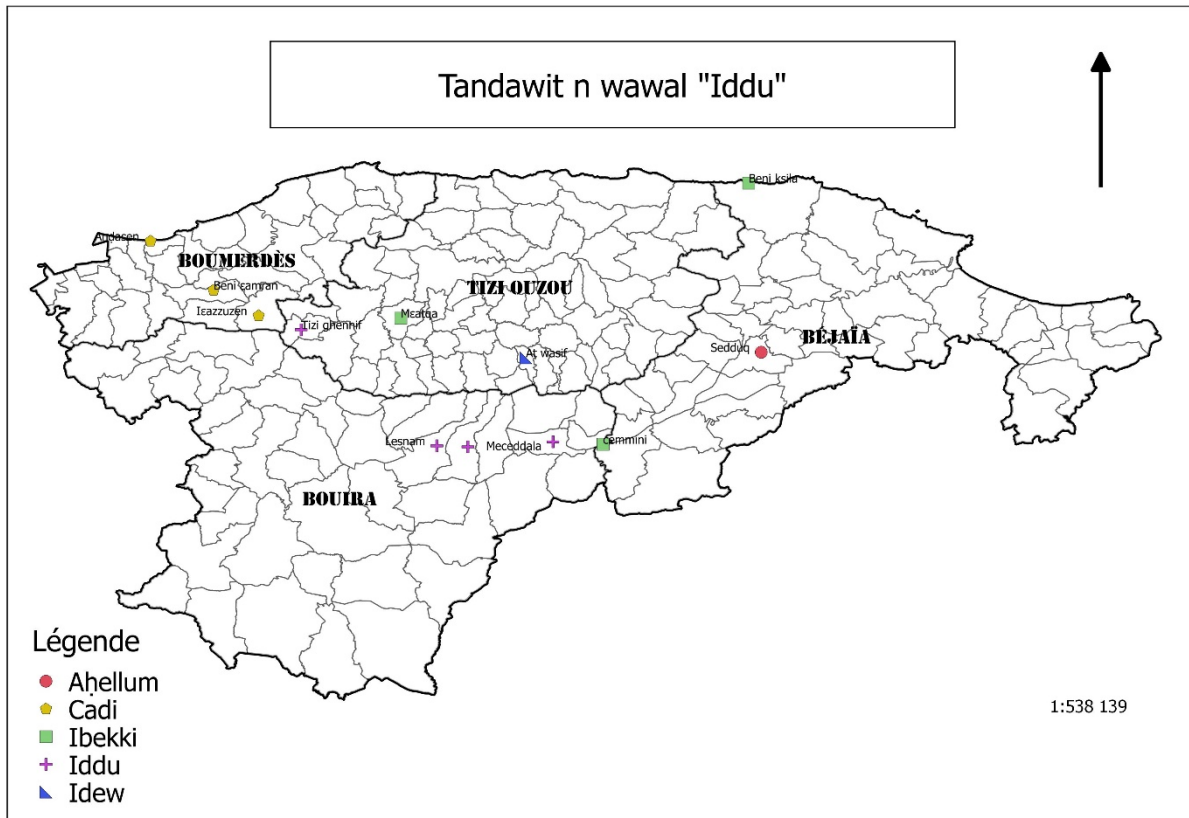 Tandawit n wawal "Iddu"
Beni ksila
Andasen
BOUMERDÈS
Beni ɛamran
TIZI OUZOU
Iɛazzuzen
Tizi ghennif
Mɛatqa
BÉJAÏA
Sedduq
At wasif
Lesnam
Meceddala
cemmini
BOUIRA
Légende
Aḥellum
Cadi
Ibekki
Iddu
Idew
1:538 139